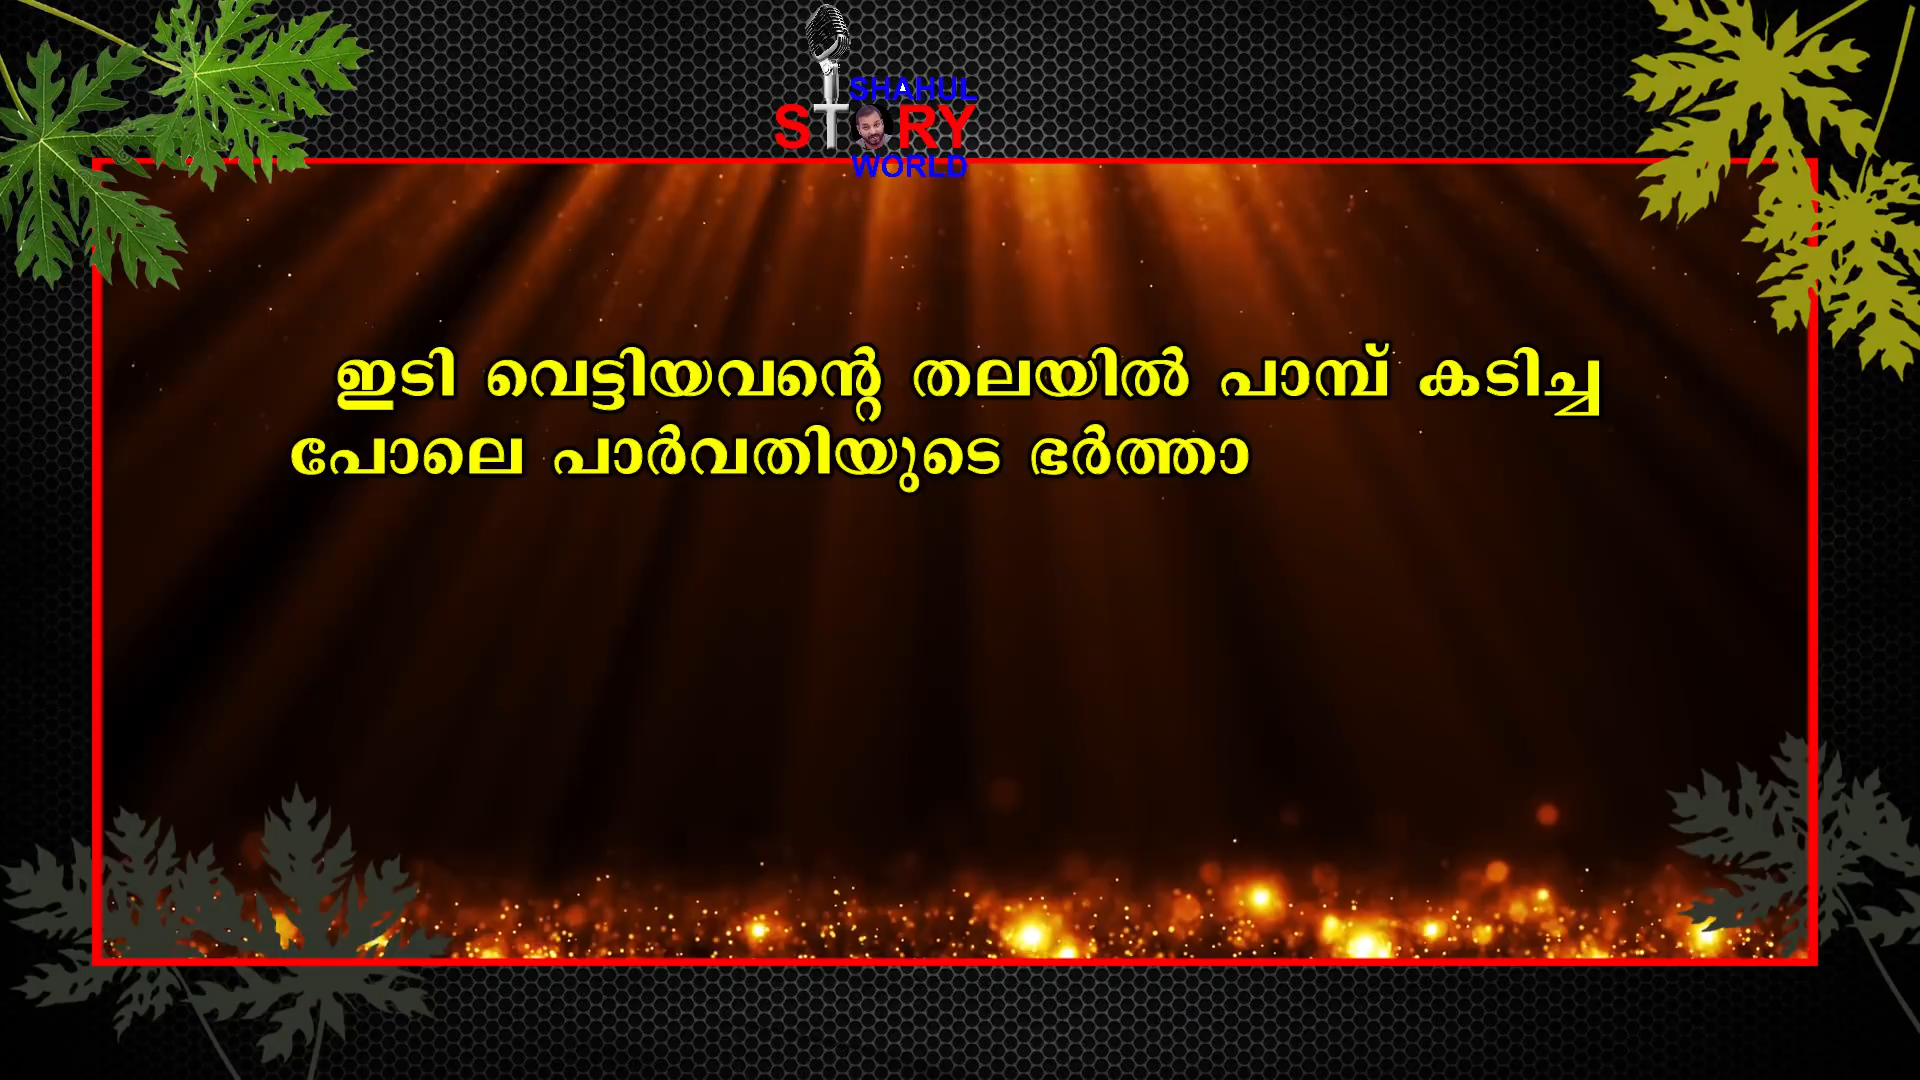 SHAHUL
STORY
WORLD
ഇടി വെട്ടിയവന്റെ തലയിൽ പാമ്പ് കടിച്ച
പോലെ പാർവതിയുടെ ഭർത്താ